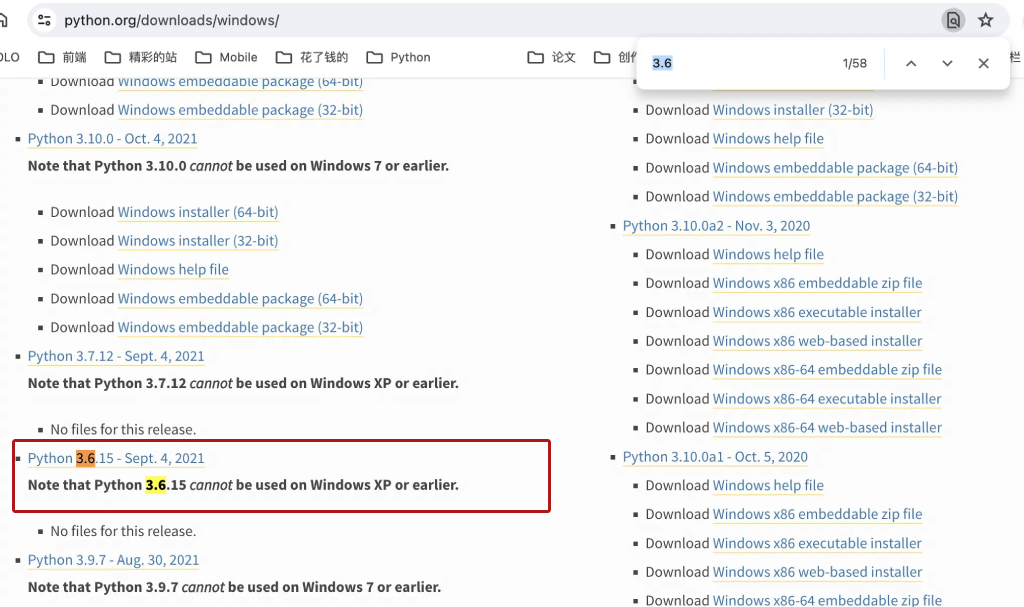 python.org/downloads/windows/
OLO 前端 精彩的站 Mobile 花了钱的 Python 论文 创作 栏
3.6 1/58
Download Windows embeddable package (64-bit)
Download Windows embeddable package (32-bit)
Python 3.10.0 - Oct. 4, 2021
Note that Python 3.10.0 cannot be used on Windows 7 or earlier.
Download Windows installer (64-bit)
Download Windows installer (32-bit)
Download Windows help file
Download Windows embeddable package (64-bit)
Download Windows embeddable package (32-bit)
Python 3.7.12 - Sept. 4, 2021
Note that Python 3.7.12 cannot be used on Windows XP or earlier.
No files for this release.
Python 3.6.15 - Sept. 4, 2021
Note that Python 3.6.15 cannot be used on Windows XP or earlier.
No files for this release.
Python 3.9.7 - Aug. 30, 2021
Note that Python 3.9.7 cannot be used on Windows 7 or earlier.
Download Windows installer (32-bit)
Download Windows help file
Download Windows embeddable package (64-bit)
Download Windows embeddable package (32-bit)
Python 3.10.0a2 - Nov. 3, 2020
Download Windows help file
Download Windows x86 embeddable zip file
Download Windows x86 executable installer
Download Windows x86 web-based installer
Download Windows x86-64 embeddable zip file
Download Windows x86-64 executable installer
Download Windows x86-64 web-based installer
Python 3.10.0a1 - Oct. 5, 2020
Download Windows help file
Download Windows x86 embeddable zip file
Download Windows x86 executable installer
Download Windows x86 web-based installer
Download Windows x86-64 embeddable zip file